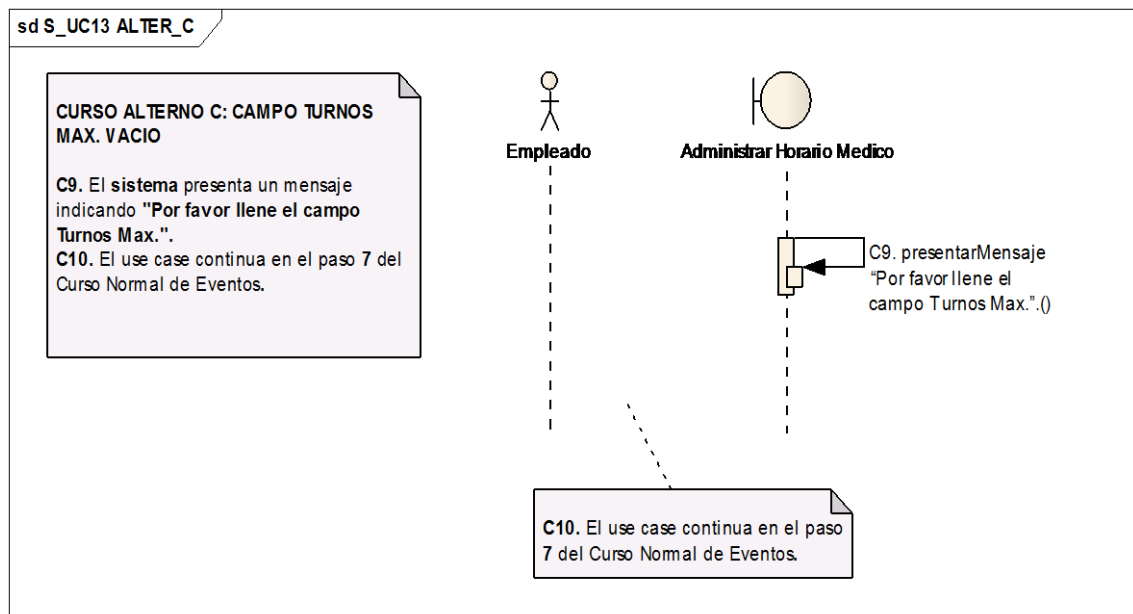 sd S_UC13 ALTER_C
CURSO ALTERNO C: CAMPO TURNOS
MAX. VACIO
C9. El sistema presenta un mensaje
indicando "Por favor llene el campo
Turnos Max.".
C10. El use case continua en el paso 7 del
Curso Normal de Eventos.
Empleado
Administrar Horario Medico
C9. presentarMensaje
“Por favor llene el
campo Turnos Max.”.()
C10. El use case continua en el paso
7 del Curso Normal de Eventos.